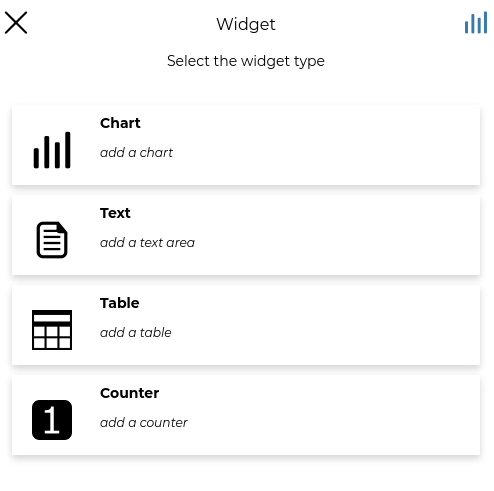 Widget
Select the widget type
Chart
add a chart
Text
add a text area
Table
add a table
1
Counter
add a counter